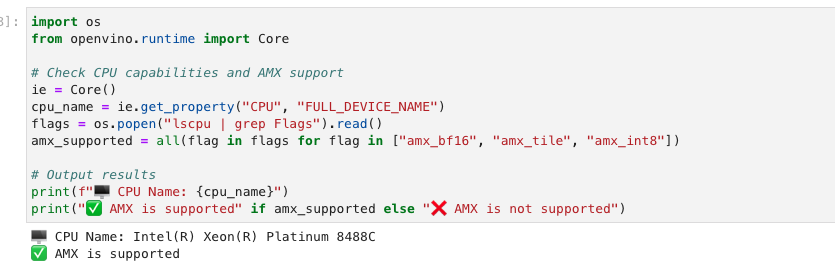 ]:
import os
from openvino.runtime import Core

# Check CPU capabilities and AMX support
ie = Core()
cpu_name = ie.get_property("CPU", "FULL_DEVICE_NAME")
flags = os.popen("lscpu | grep Flags").read()
amx_supported = all(flag in flags for flag in ["amx_bf16", "amx_tile", "amx_int8"])

# Output results
print(f"🖥️ CPU Name: {cpu_name}")
print("✅ AMX is supported" if amx_supported else "❌ AMX is not supported")
🖥️ CPU Name: Intel(R) Xeon(R) Platinum 8488C
✅ AMX is supported